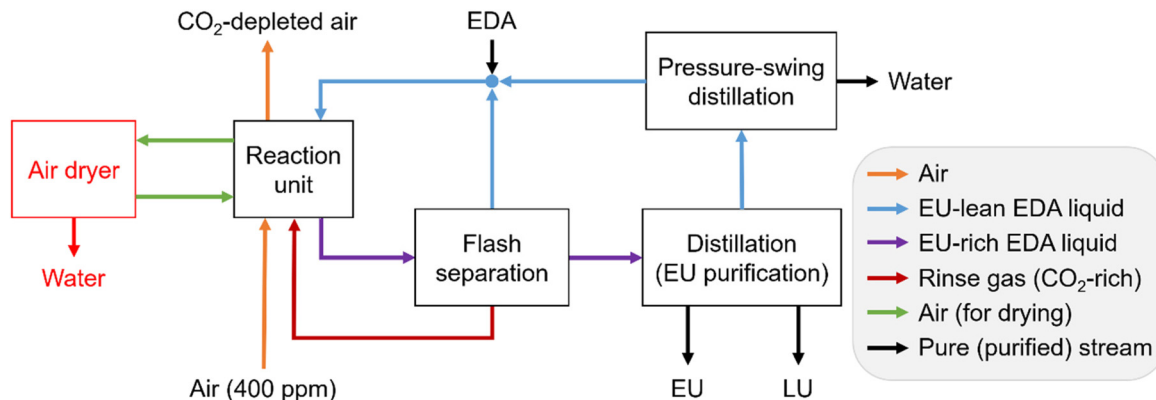 CO₂-depleted air
EDA
Pressure-swing
distillation
Water
Air dryer
Reaction
unit
Water
Flash
separation
Distillation
(EU purification)
Air (400 ppm)
EU
LU
Air
EU-lean EDA liquid
EU-rich EDA liquid
Rinse gas (CO₂-rich)
Air (for drying)
Pure (purified) stream